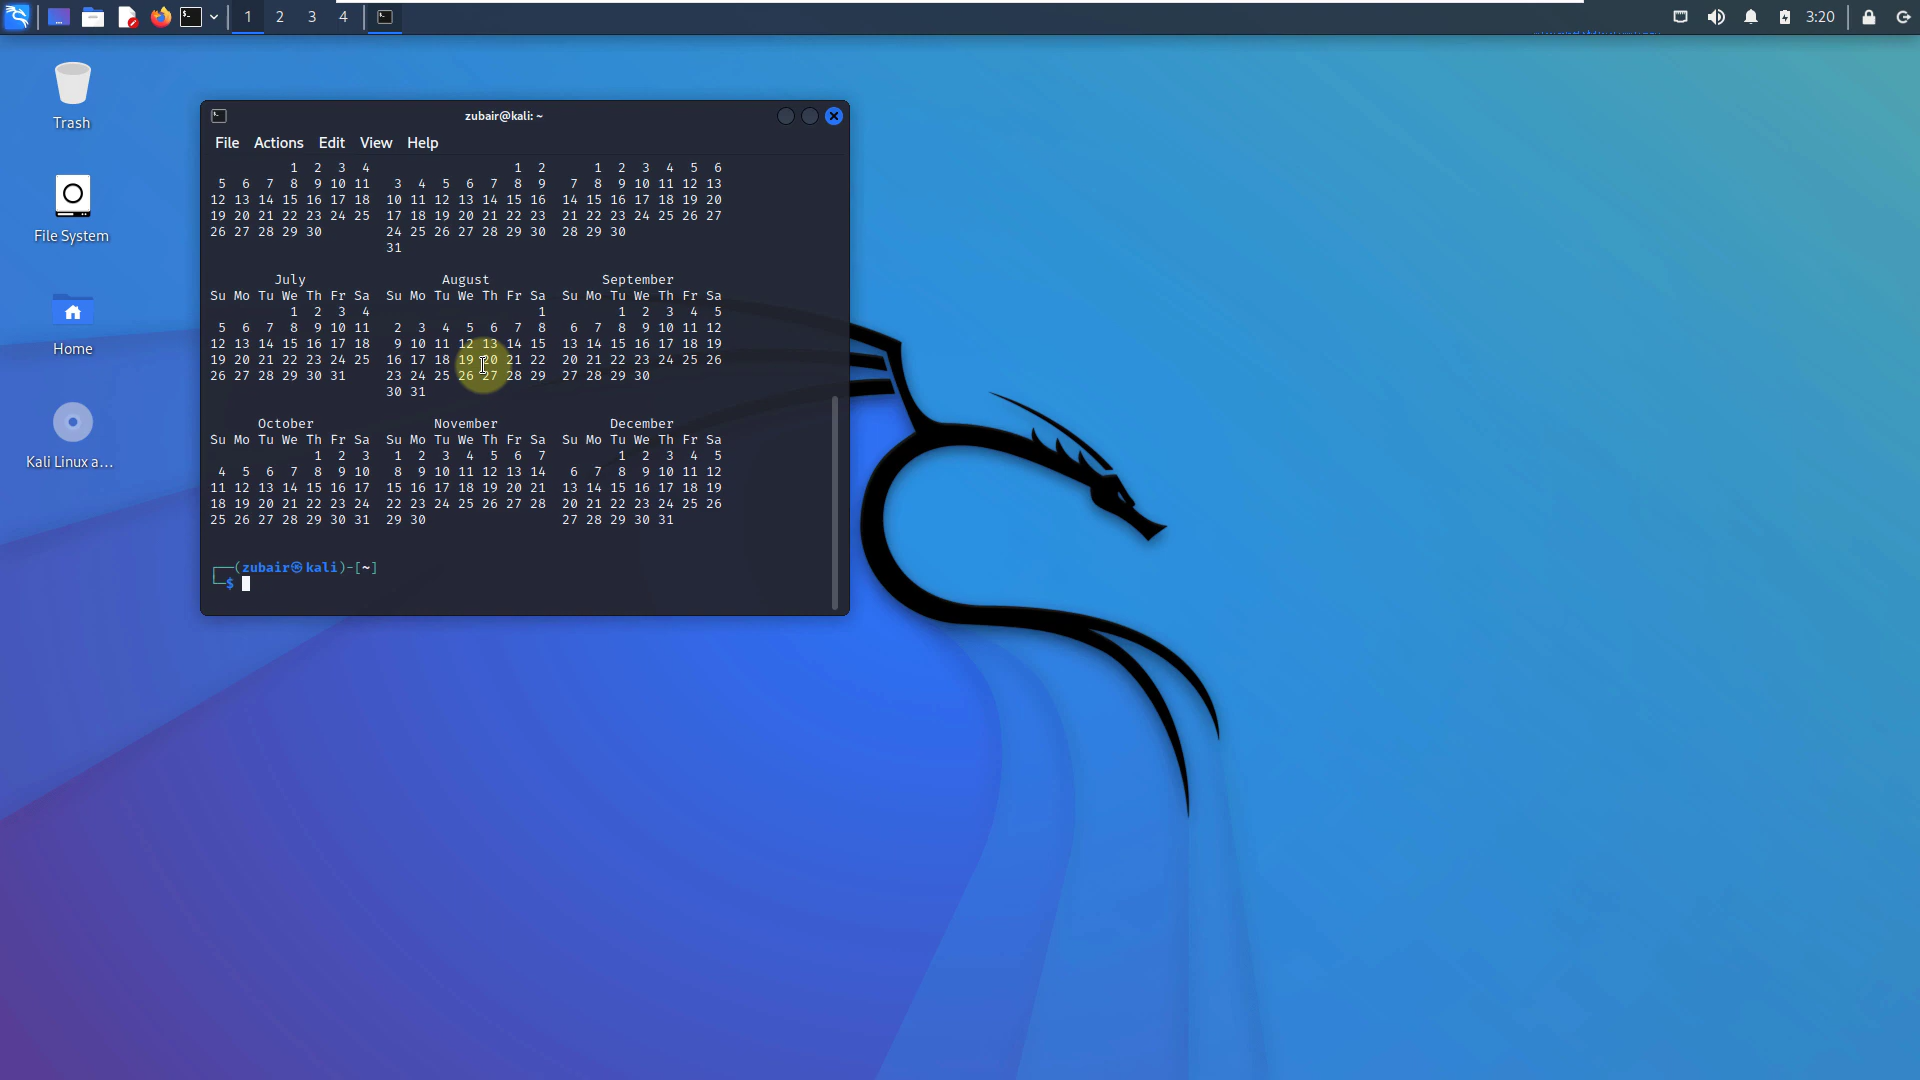 1 2 3 4 3:20
Trash
File System
Home
Kali Linux a...
zubair@kali: ~
File Actions Edit View Help
1 2 3 4 1 2 1 2 3 4 5 6
5 6 7 8 9 10 11 3 4 5 6 7 8 9 7 8 9 10 11 12 13
12 13 14 15 16 17 18 10 11 12 13 14 15 16 14 15 16 17 18 19 20
19 20 21 22 23 24 25 17 18 19 20 21 22 23 21 22 23 24 25 26 27
26 27 28 29 30 24 25 26 27 28 29 30 28 29 30
31
July August September
Su Mo Tu We Th Fr Sa Su Mo Tu We Th Fr Sa Su Mo Tu We Th Fr Sa
1 2 3 4 1 1 2 3 4 5
5 6 7 8 9 10 11 2 3 4 5 6 7 8 6 7 8 9 10 11 12
12 13 14 15 16 17 18 9 10 11 12 13 14 15 13 14 15 16 17 18 19
19 20 21 22 23 24 25 16 17 18 19 20 21 22 20 21 22 23 24 25 26
26 27 28 29 30 31 23 24 25 26 27 28 29 27 28 29 30
30 31
October November December
Su Mo Tu We Th Fr Sa Su Mo Tu We Th Fr Sa Su Mo Tu We Th Fr Sa
1 2 3 1 2 3 4 5 6 7 1 2 3 4 5
4 5 6 7 8 9 10 8 9 10 11 12 13 14 6 7 8 9 10 11 12
11 12 13 14 15 16 17 15 16 17 18 19 20 21 13 14 15 16 17 18 19
18 19 20 21 22 23 24 22 23 24 25 26 27 28 20 21 22 23 24 25 26
25 26 27 28 29 30 31 29 30 27 28 29 30 31
┌──(zubair㉿kali)-[~]
└─$